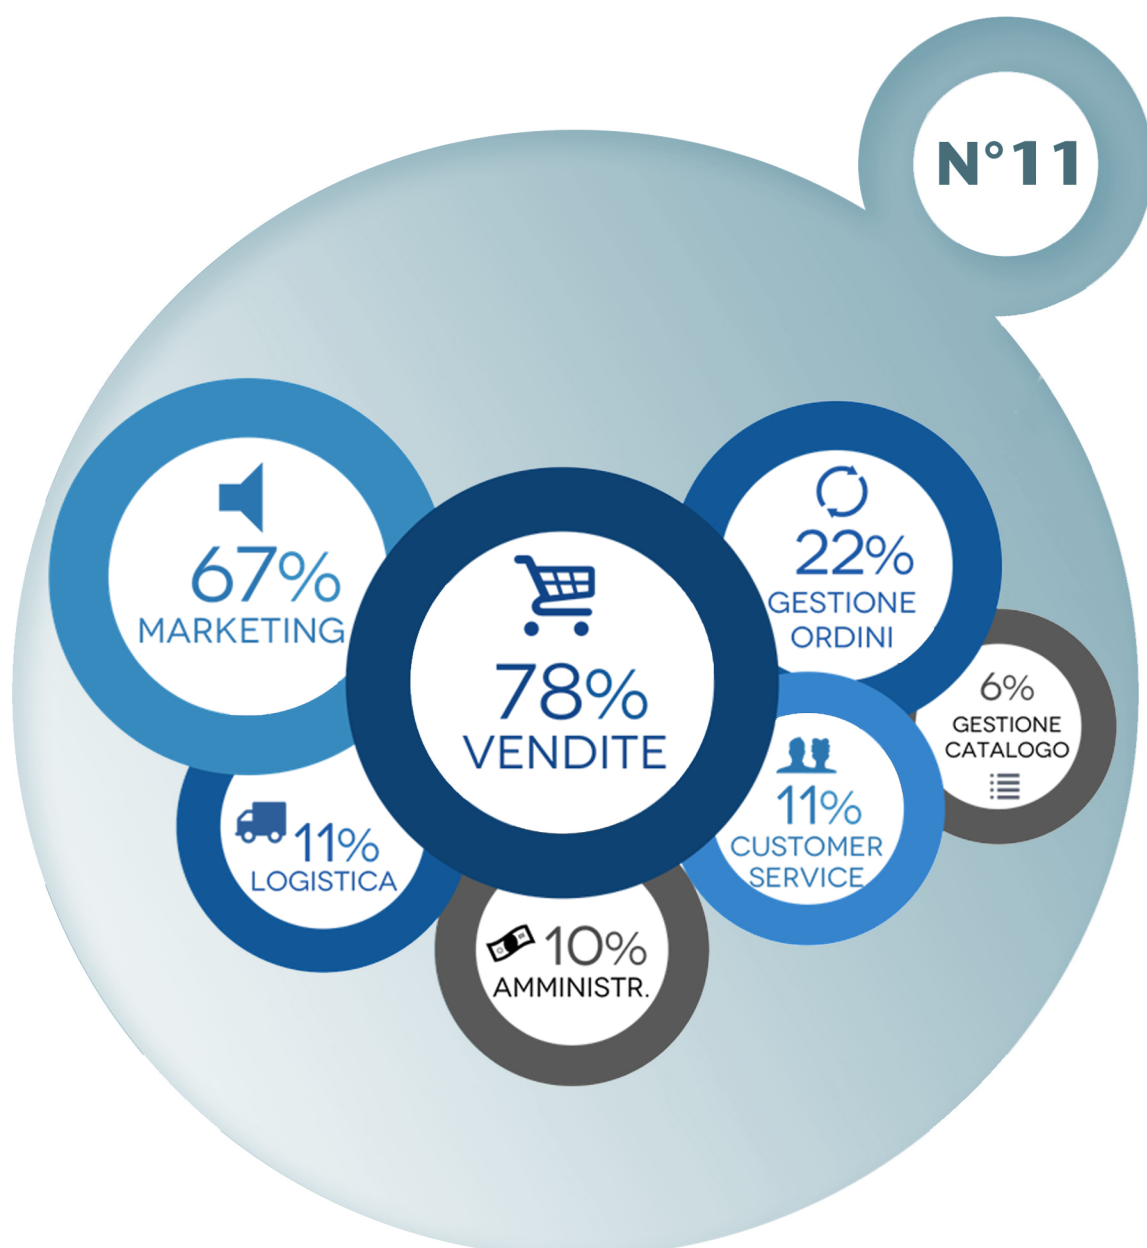 N°11
67%
MARKETING
78%
VENDITE
22%
GESTIONE
ORDINI
6%
GESTIONE
CATALOGO
11%
LOGISTICA
11%
CUSTOMER
SERVICE
10%
AMMINISTR.